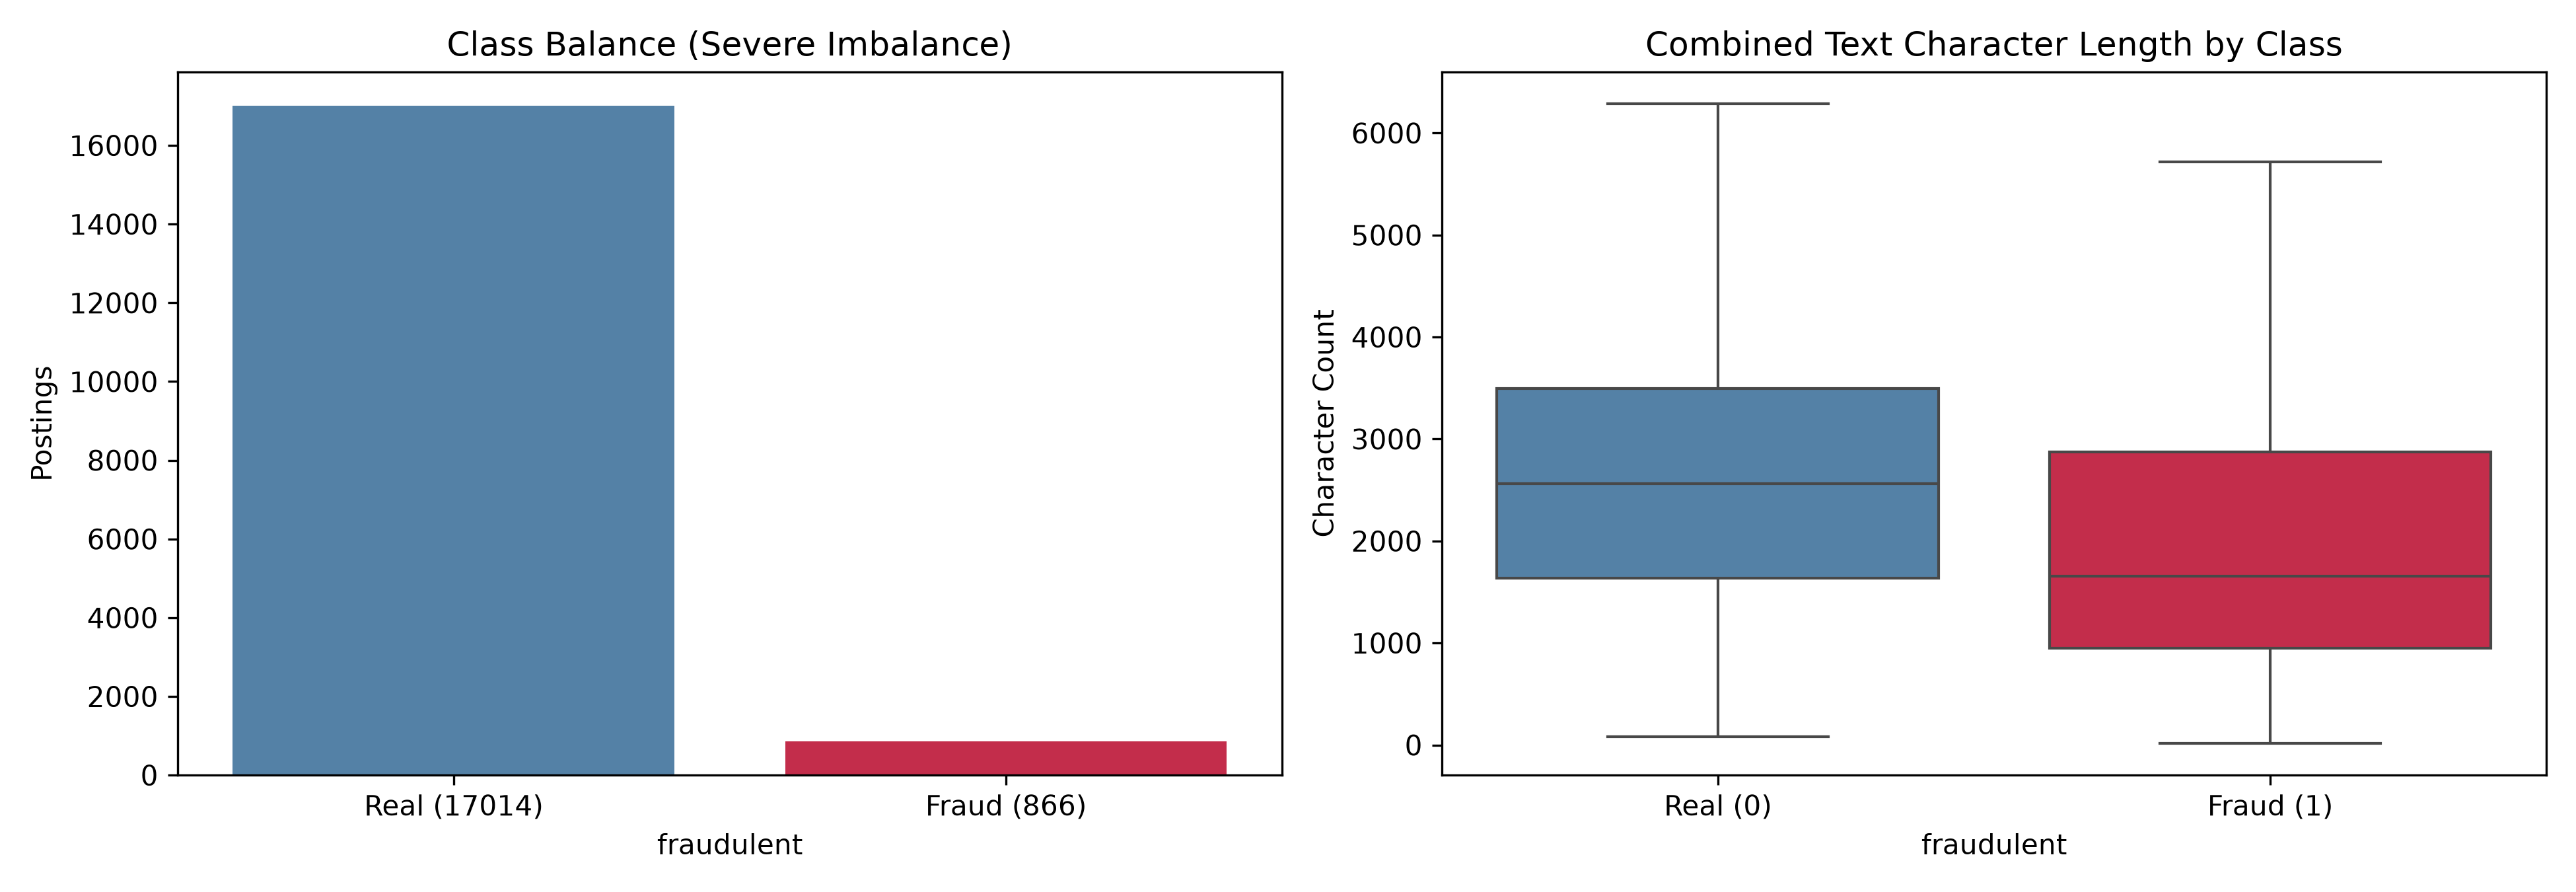 Class Balance (Severe Imbalance)
Postings
16000
14000
12000
10000
8000
6000
4000
2000
0
Real (17014)
Fraud (866)
fraudulent
Combined Text Character Length by Class
Character Count
6000
5000
4000
3000
2000
1000
0
Real (0)
Fraud (1)
fraudulent